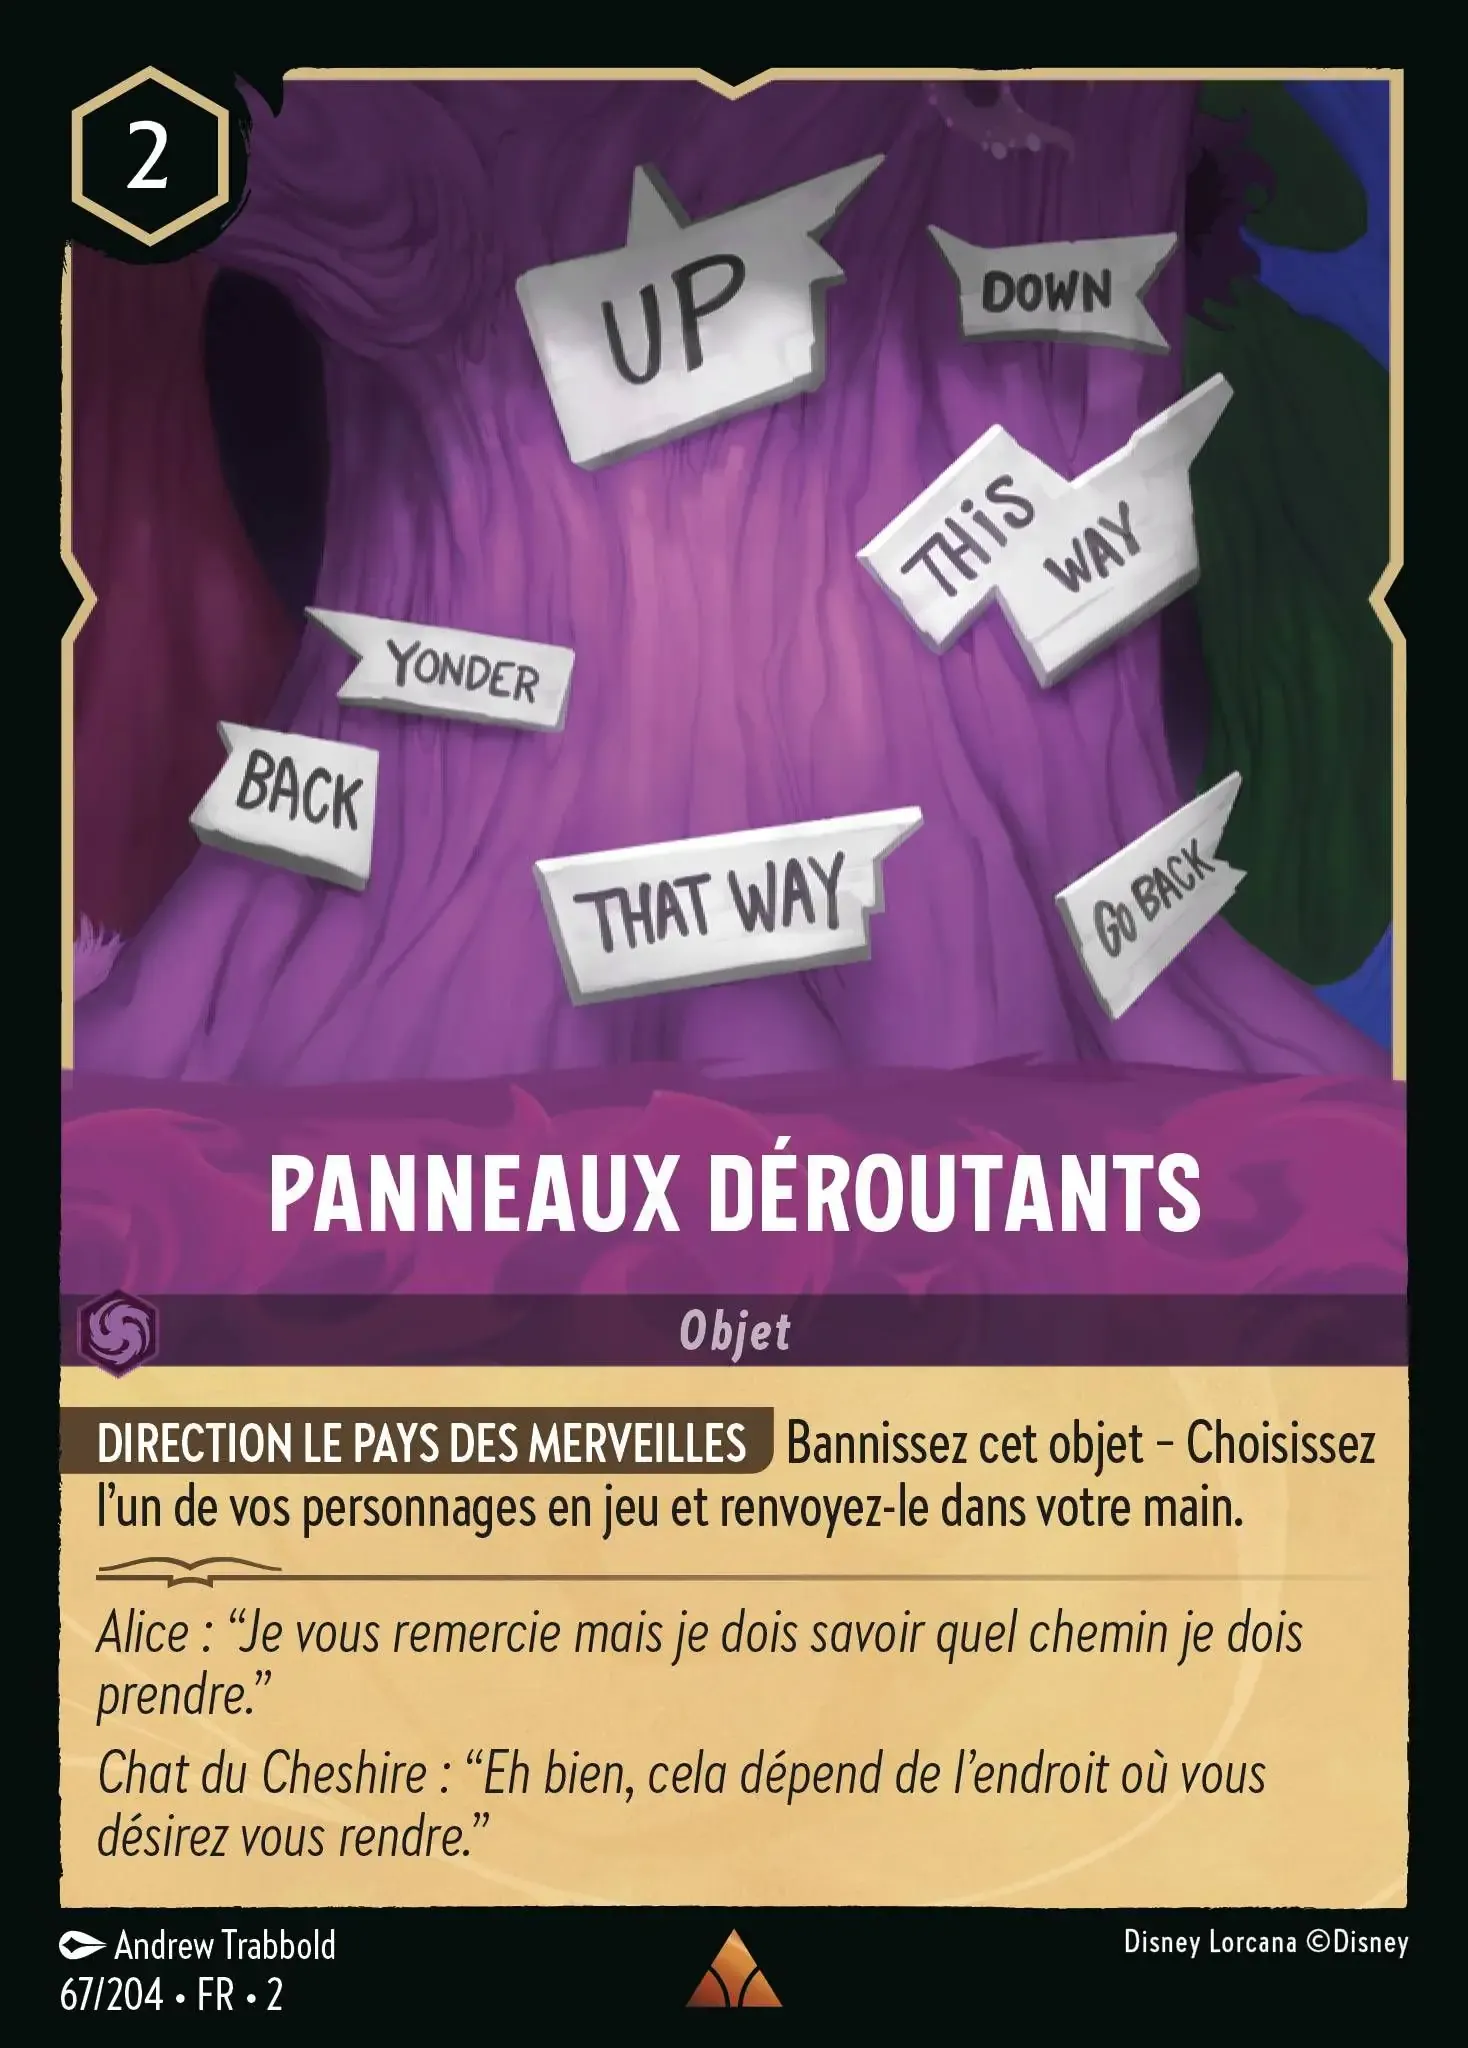 2
UP
DOWN
THiS
WAY
YONDER
BACK
THAT WAY
GO BACK
PANNEAUX DÉROUTANTS
Objet
DIRECTION LE PAYS DES MERVEILLES Bannissez cet objet – Choisissez
l’un de vos personnages en jeu et renvoyez-le dans votre main.
Alice : “Je vous remercie mais je dois savoir quel chemin je dois
prendre.”
Chat du Cheshire : “Eh bien, cela dépend de l’endroit où vous
désirez vous rendre.”
Andrew Trabbold
67/204 • FR • 2
Disney Lorcana ©Disney